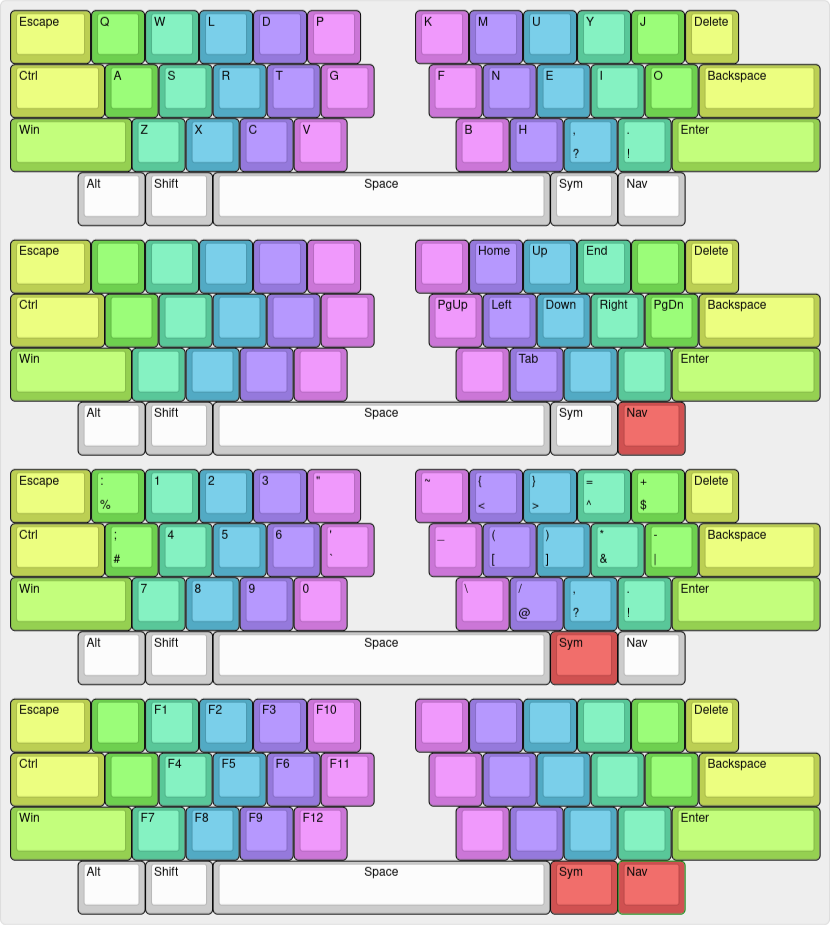 Escape Q W L D P K M U Y J Delete
Ctrl A S R T G F N E I O Backspace
Win Z X C V B H , . Enter
? !
Alt Shift Space Sym Nav
Escape Home Up End Delete
Ctrl PgUp Left Down Right PgDn Backspace
Win Tab Enter
Alt Shift Space Sym Nav
Escape : 1 2 3 " ~ { } = + Delete
% < > ^ $
Ctrl ; 4 5 6 ' _ ( ) * - Backspace
# ` [ ] & |
Win 7 8 9 0 \ / , . Enter
@ ? !
Alt Shift Space Sym Nav
Escape F1 F2 F3 F10 Delete
Ctrl F4 F5 F6 F11 Backspace
Win F7 F8 F9 F12 Enter
Alt Shift Space Sym Nav